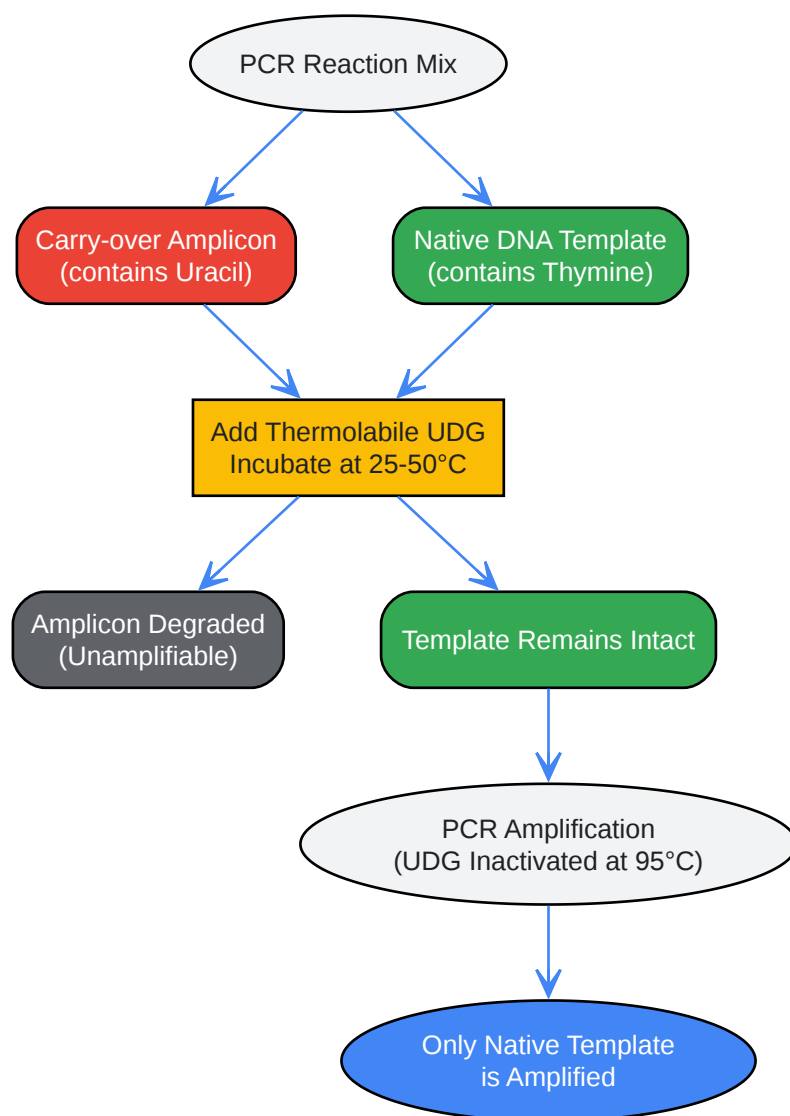 PCR Reaction Mix
Carry-over Amplicon
(contains Uracil)
Native DNA Template
(contains Thymine)
Add Thermolabile UDG
Incubate at 25-50°C
Amplicon Degraded
(Unamplifiable)
Template Remains Intact
PCR Amplification
(UDG Inactivated at 95°C)
Only Native Template
is Amplified